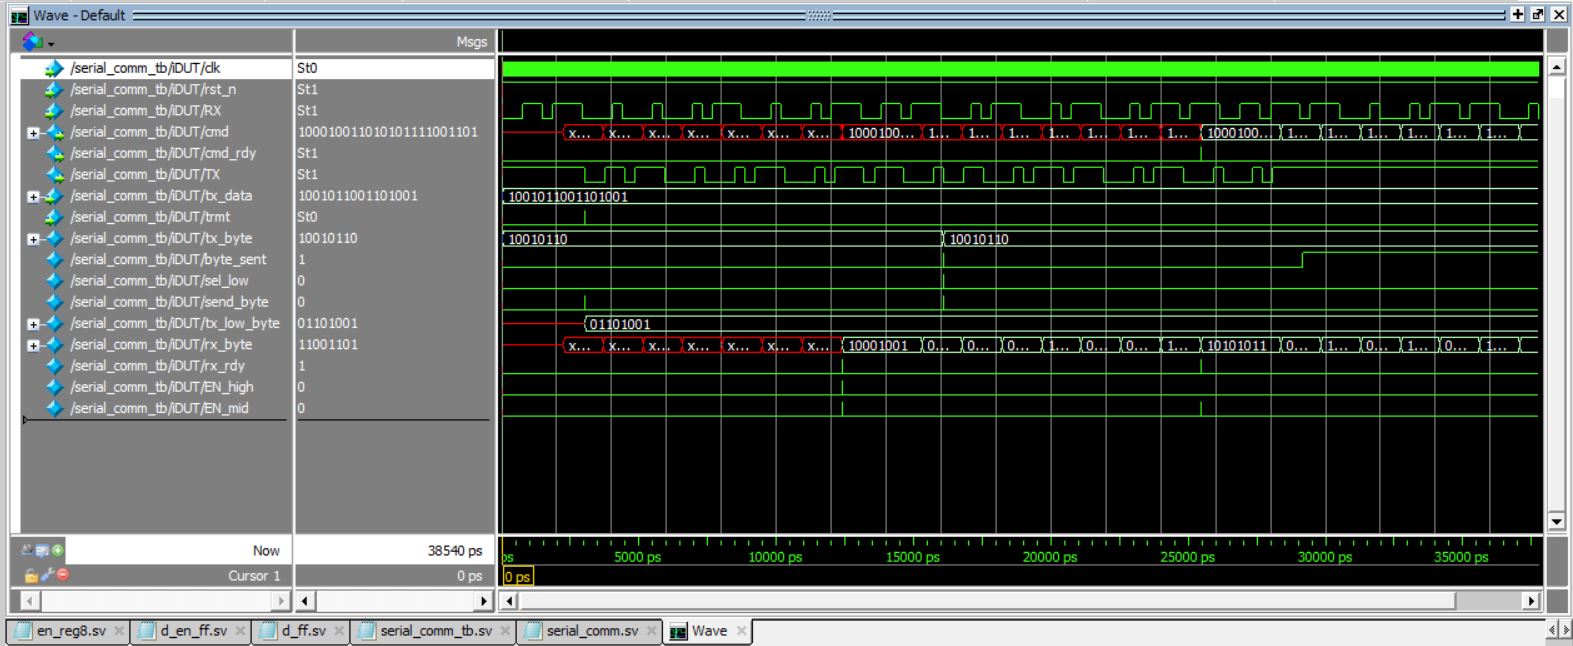 Wave - Default
Msgs
/serial_comm_tb/iDUT/clk St0
/serial_comm_tb/iDUT/rst_n St1
/serial_comm_tb/iDUT/RX St1
/serial_comm_tb/iDUT/cmd 100010011010101111001101 x... x... x... x... x... x... x... 1000100... 1... 1... 1... 1... 1... 1... 1... 1000100... 1... 1... 1... 1... 1... 1...
/serial_comm_tb/iDUT/cmd_rdy St1
/serial_comm_tb/iDUT/TX St1
/serial_comm_tb/iDUT/tx_data 1001011001101001 1001011001101001
/serial_comm_tb/iDUT/trmt St0
/serial_comm_tb/iDUT/tx_byte 10010110 10010110 10010110
/serial_comm_tb/iDUT/byte_sent 1
/serial_comm_tb/iDUT/sel_low 0
/serial_comm_tb/iDUT/send_byte 0
/serial_comm_tb/iDUT/tx_low_byte 01101001 01101001
/serial_comm_tb/iDUT/rx_byte 11001101 x... x... x... x... x... x... x... 10001001 0... 0... 0... 1... 0... 0... 1... 10101011 0... 1... 0... 1... 0... 1...
/serial_comm_tb/iDUT/rx_rdy 1
/serial_comm_tb/iDUT/EN_high 0
/serial_comm_tb/iDUT/EN_mid 0
Now 38540 ps ps 5000 ps 10000 ps 15000 ps 20000 ps 25000 ps 30000 ps 35000 ps
Cursor 1 0 ps 0 ps
en_reg8.sv d_en_ff.sv d_ff.sv serial_comm_tb.sv serial_comm.sv Wave